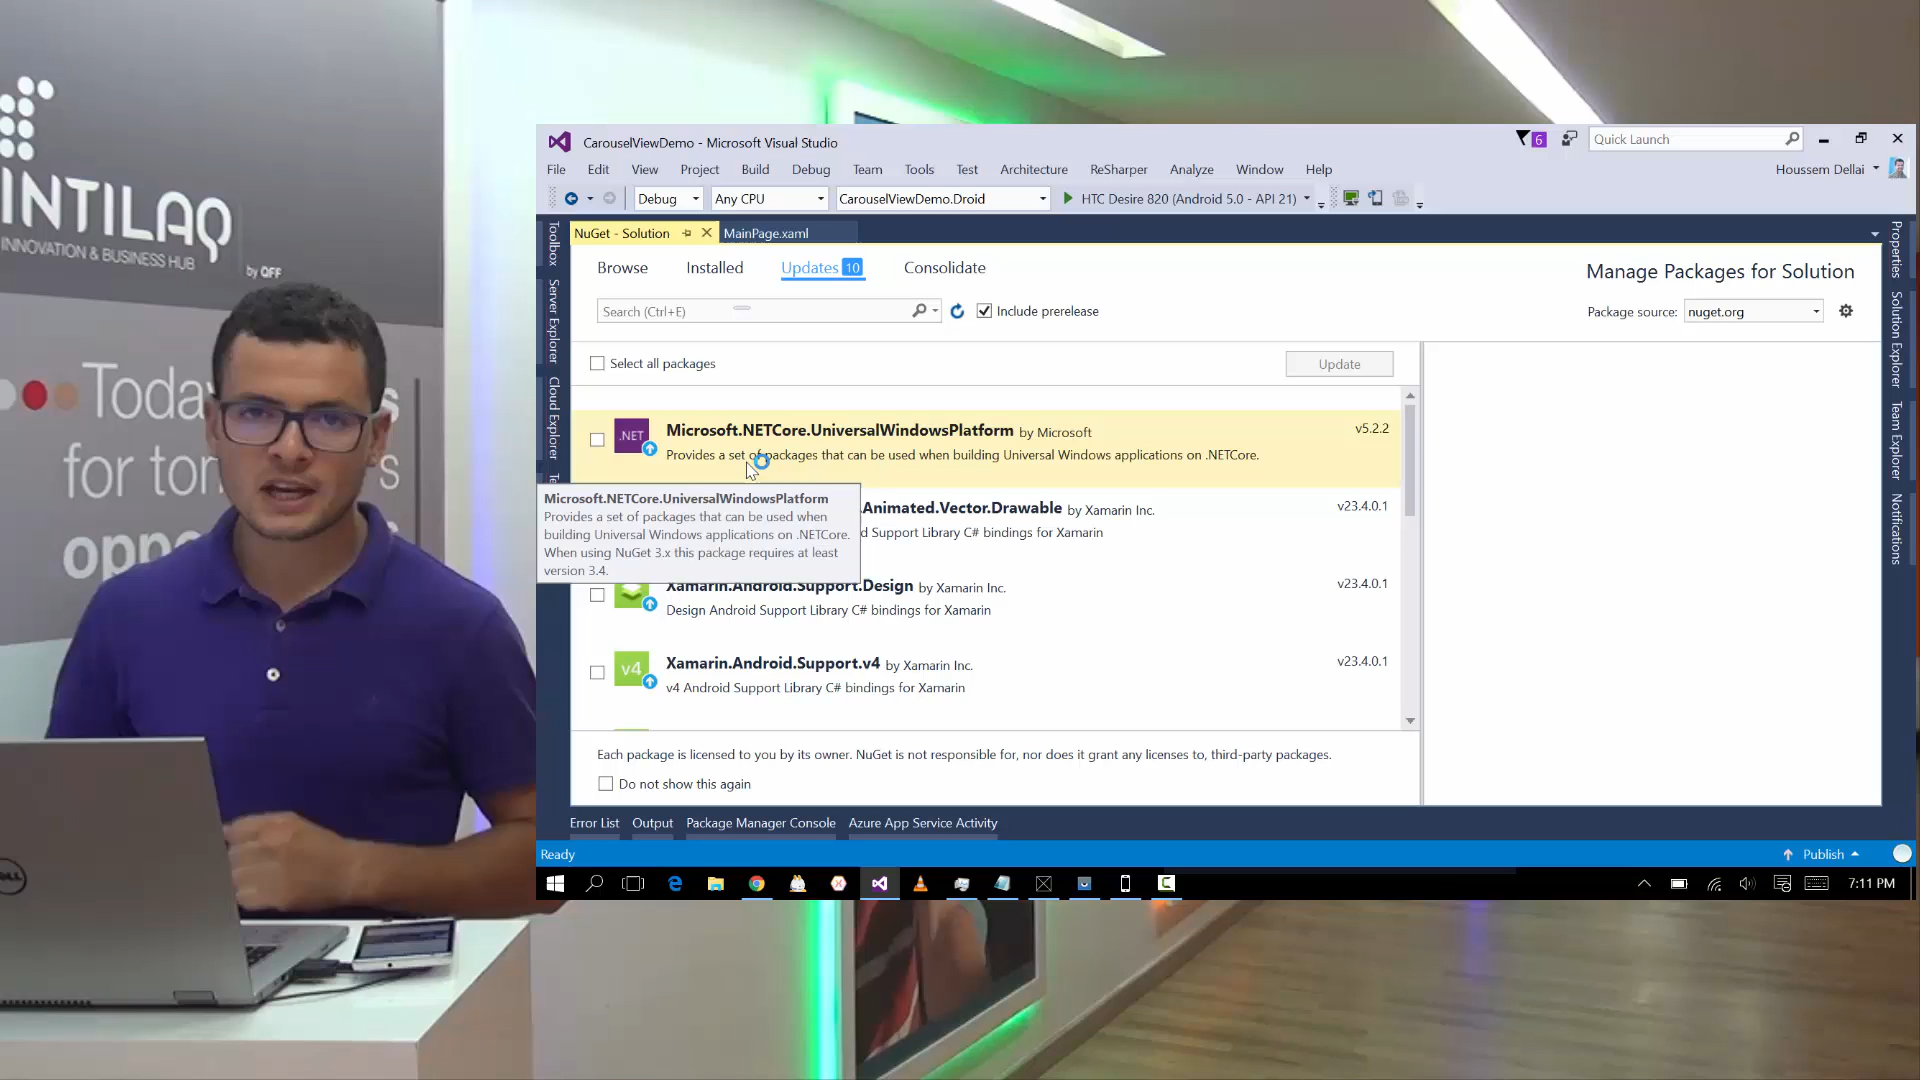 INTILAQ
INNOVATION & BUSINESS HUB
by QFF
Today
for
CarouselViewDemo - Microsoft Visual Studio
6
Quick Launch
File Edit View Project Build Debug Team Tools Test Architecture ReSharper Analyze Window Help
Houssem Dellai
Debug
Any CPU
CarouselViewDemo.Droid
HTC Desire 820 (Android 5.0 - API 21)
Toolbox
Server Explorer
Cloud Explorer
NuGet - Solution
MainPage.xaml
Browse
Installed
Updates 10
Consolidate
Manage Packages for Solution
Search (Ctrl+E)
Include prerelease
Package source:
nuget.org
Select all packages
Update
.NET
Microsoft.NETCore.UniversalWindowsPlatform by Microsoft
v5.2.2
Provides a set of packages that can be used when building Universal Windows applications on .NETCore.
Microsoft.NETCore.UniversalWindowsPlatform
Provides a set of packages that can be used when
building Universal Windows applications on .NETCore.
When using NuGet 3.x this package requires at least
version 3.4.
.Animated.Vector.Drawable by Xamarin Inc.
v23.4.0.1
d Support Library C# bindings for Xamarin
Xamarin.Android.Support.Design by Xamarin Inc.
v23.4.0.1
Design Android Support Library C# bindings for Xamarin
v4
Xamarin.Android.Support.v4 by Xamarin Inc.
v23.4.0.1
v4 Android Support Library C# bindings for Xamarin
Each package is licensed to you by its owner. NuGet is not responsible for, nor does it grant any licenses to, third-party packages.
Do not show this again
Properties
Solution Explorer
Team Explorer
Notifications
Error List
Output
Package Manager Console
Azure App Service Activity
Ready
Publish
7:11 PM
DELL